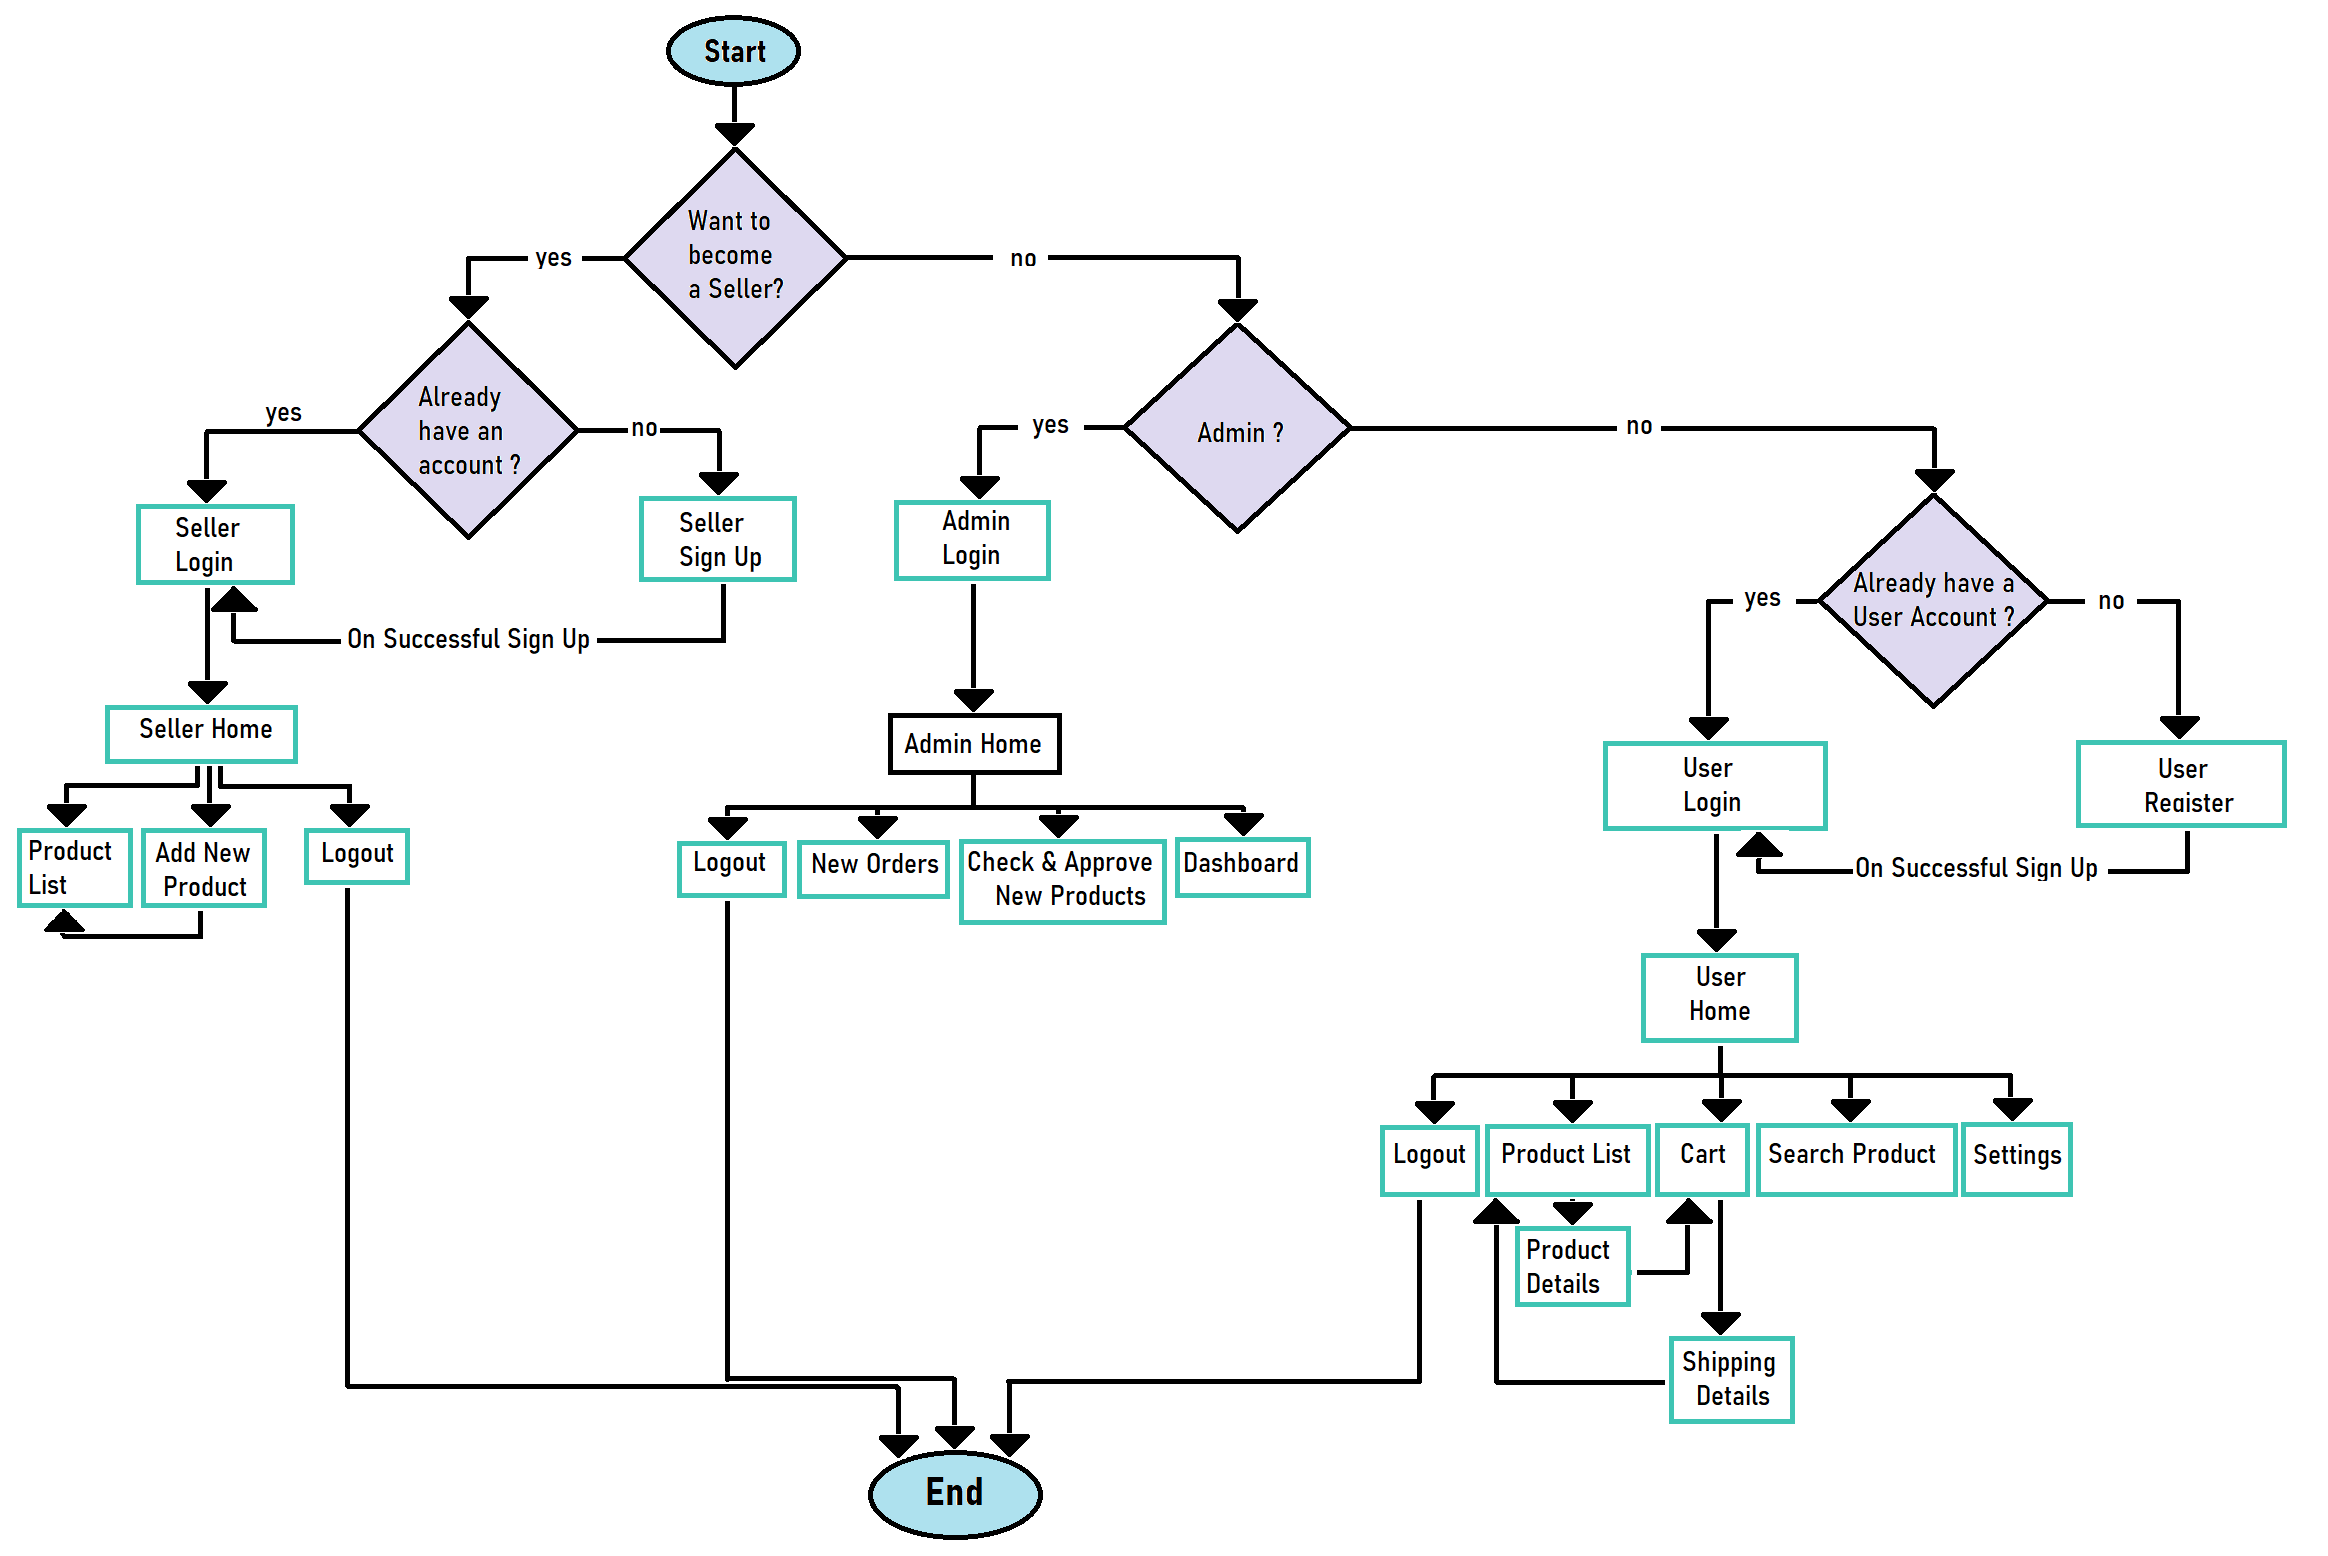 Start
Want to
become
a Seller?
yes
no
Already
have an
account ?
yes
no
Admin ?
yes
no
Seller
Login
Seller
Sign Up
Admin
Login
Already have a
User Account ?
yes
no
On Successful Sign Up
Seller Home
Admin Home
User
Login
User
Register
On Successful Sign Up
Product
List
Add New
Product
Logout
Logout
New Orders
Check & Approve
New Products
Dashboard
User
Home
Logout
Product List
Cart
Search Product
Settings
Product
Details
Shipping
Details
End